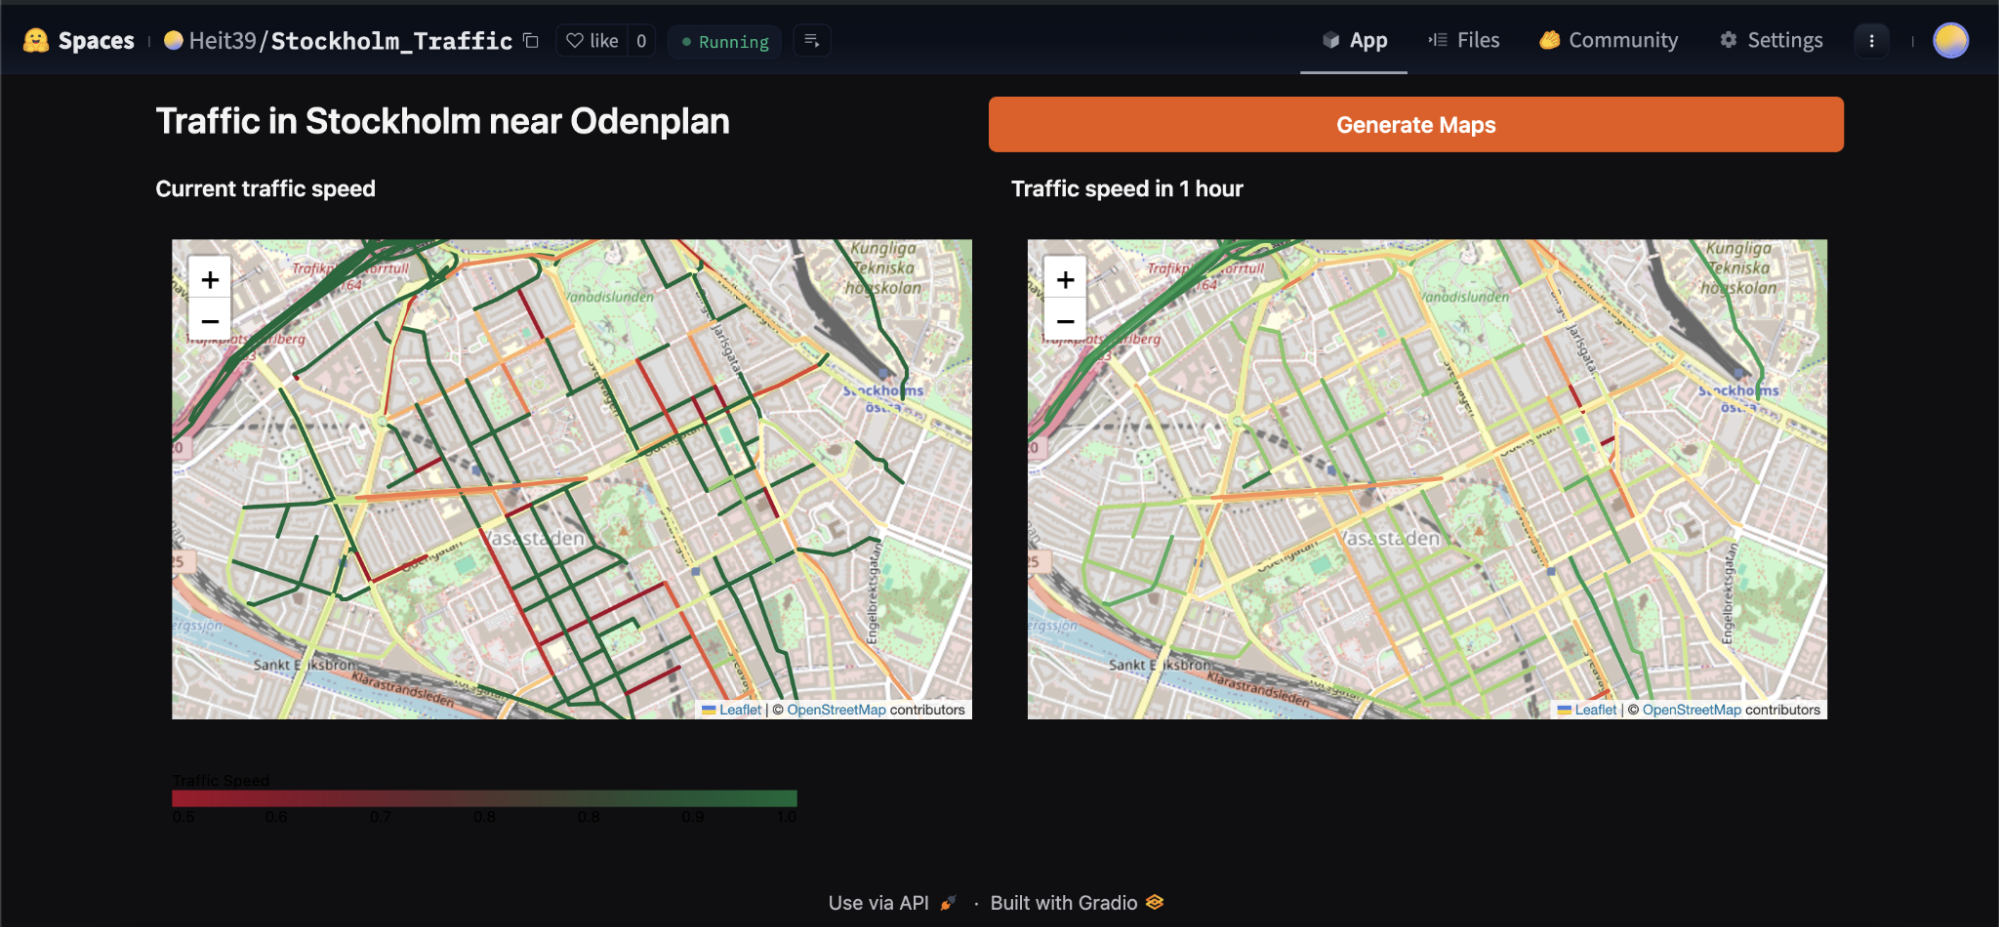 Spaces
Heit39/Stockholm_Traffic
like 0
Running
App
Files
Community
Settings
Traffic in Stockholm near Odenplan
Generate Maps
Current traffic speed
Traffic speed in 1 hour
+
−
164
Vanadislunden
Kungliga
Tekniska
högskolan
Stockholms
östra
Vasastaden
Engelbrektsgatan
Sankt Eriksbron
Klarastrandsleden
Leaflet | © OpenStreetMap contributors
+
−
164
Vanadislunden
Kungliga
Tekniska
högskolan
Stockholms
östra
Vasastaden
Engelbrektsgatan
Sankt Eriksbron
Klarastrandsleden
Leaflet | © OpenStreetMap contributors
Traffic Speed
0.5 0.6 0.7 0.8 0.8 0.9 1.0
Use via API · Built with Gradio